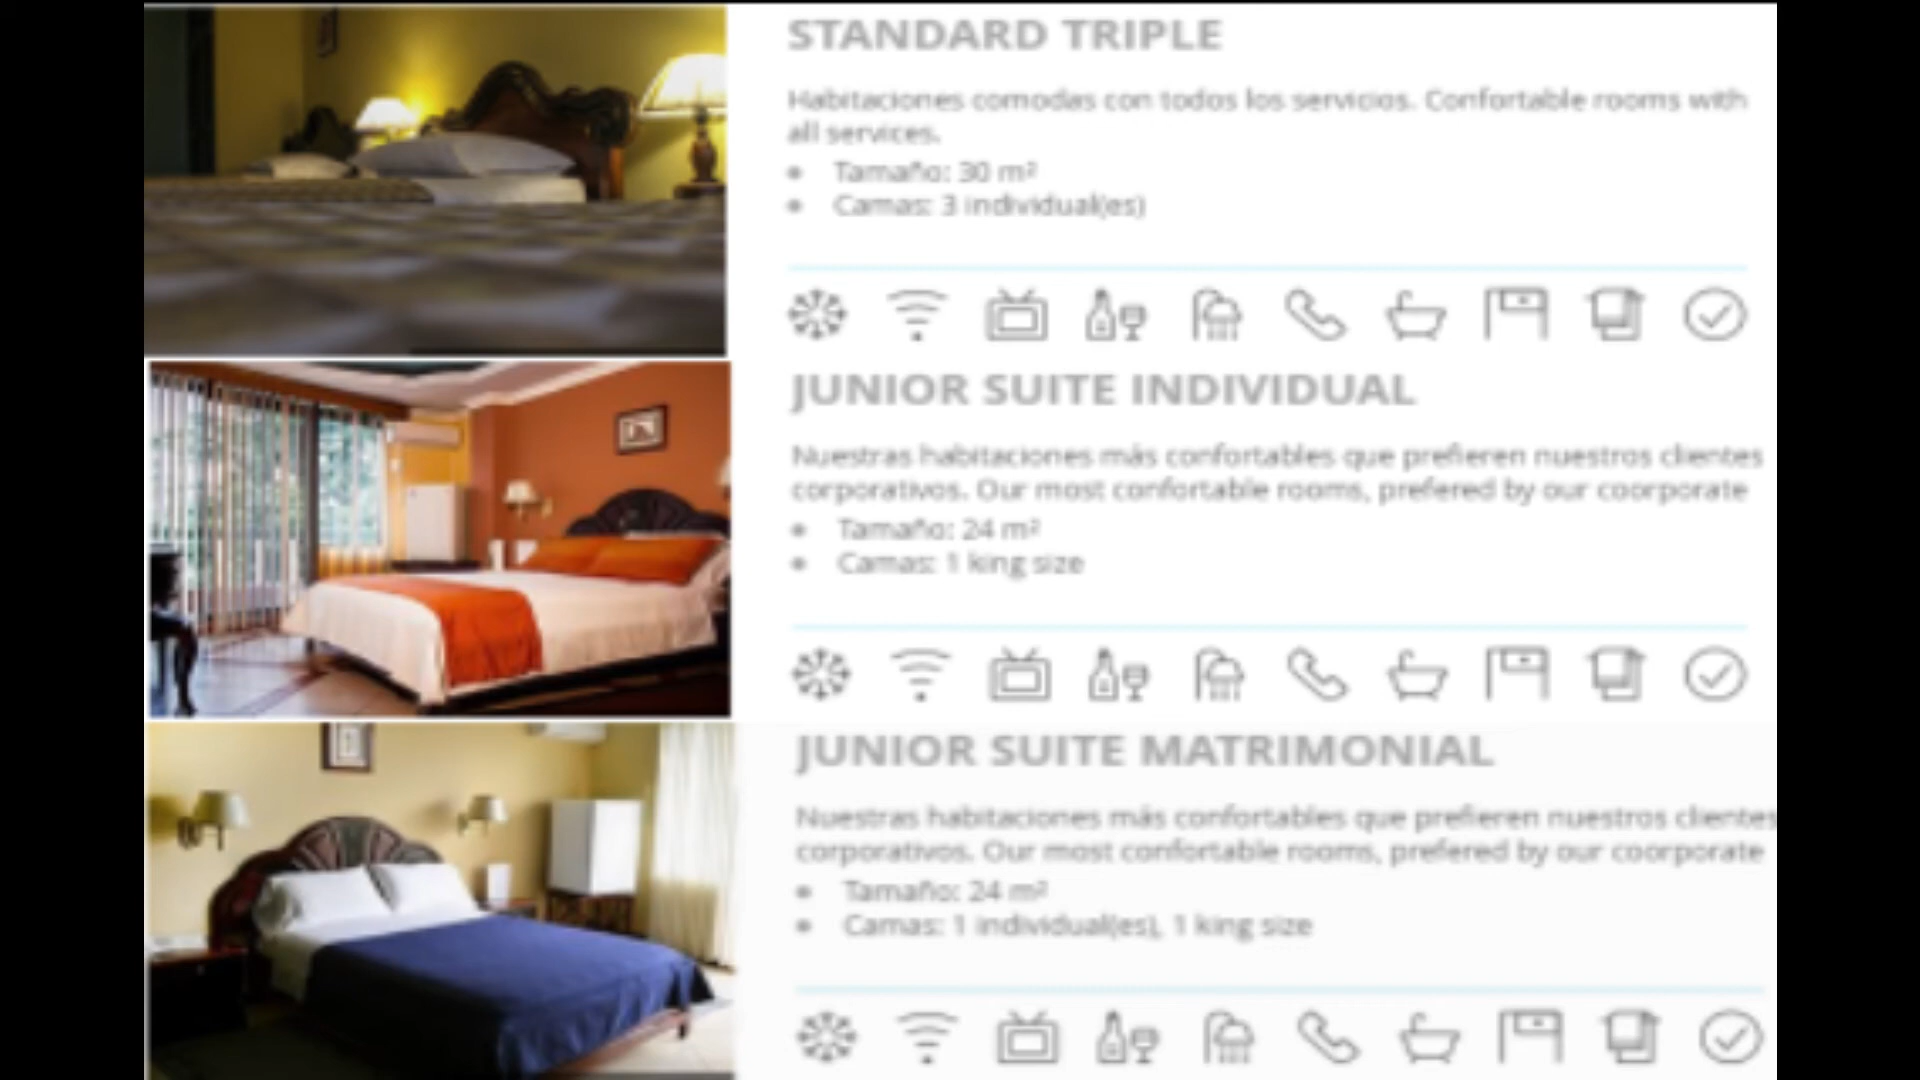 STANDARD TRIPLE
Habitaciones comodas con todos los servicios. Confortable rooms with
all services.
Tamaño: 30 m²
Camas: 3 individual(es)
JUNIOR SUITE INDIVIDUAL
Nuestras habitaciones más confortables que prefieren nuestros clientes
corporativos. Our most confortable rooms, prefered by our coorporate
Tamaño: 24 m²
Camas: 1 king size
JUNIOR SUITE MATRIMONIAL
Nuestras habitaciones más confortables que prefieren nuestros clientes
corporativos. Our most confortable rooms, prefered by our coorporate
Tamaño: 24 m²
Camas: 1 individual(es), 1 king size